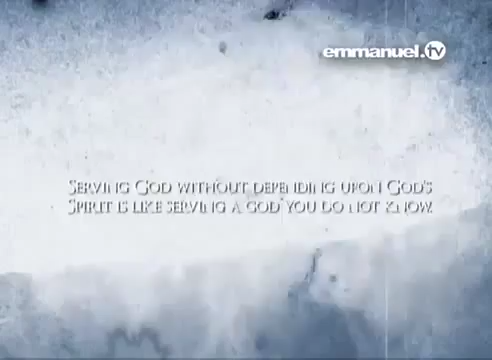 emmanuel.tv
Serving God without depending upon God's
Spirit is like serving a god you do not know.